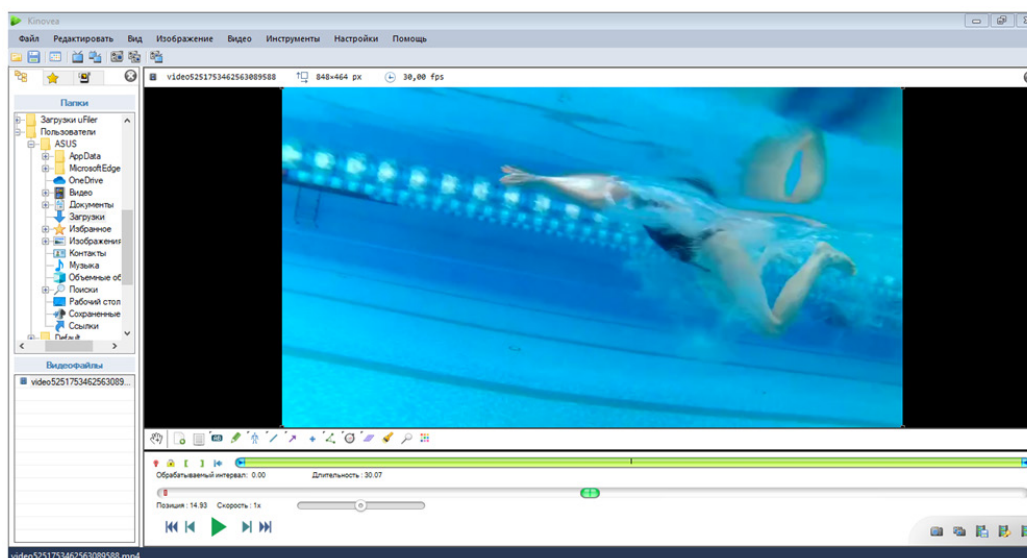 Kinovea
Файл Редактировать Вид Изображение Видео Инструменты Настройки Помощь
video5251753462563089588 848×464 px 30,00 fps
Папки
Загрузки uFiler
Пользователи
ASUS
AppData
MicrosoftEdge
OneDrive
Видео
Документы
Загрузки
Избранное
Изображения
Контакты
Музыка
Объемные об
Поиски
Рабочий стол
Сохраненные
Ссылки
Default
Видеофайлы
video5251753462563089...
Обрабатываемый интервал: 0.00 Длительность : 30.07
Позиция : 14.93 Скорость : 1x
video5251753462563089588.mp4